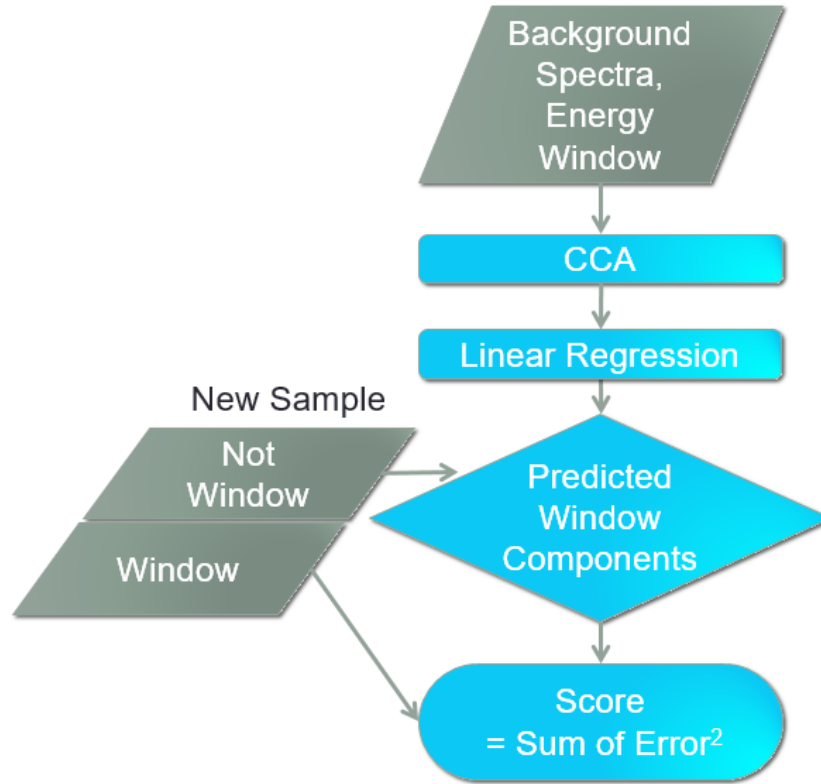 Background
Spectra,
Energy
Window
CCA
Linear Regression
New Sample
Not
Window
Window
Predicted
Window
Components
Score
= Sum of Error²